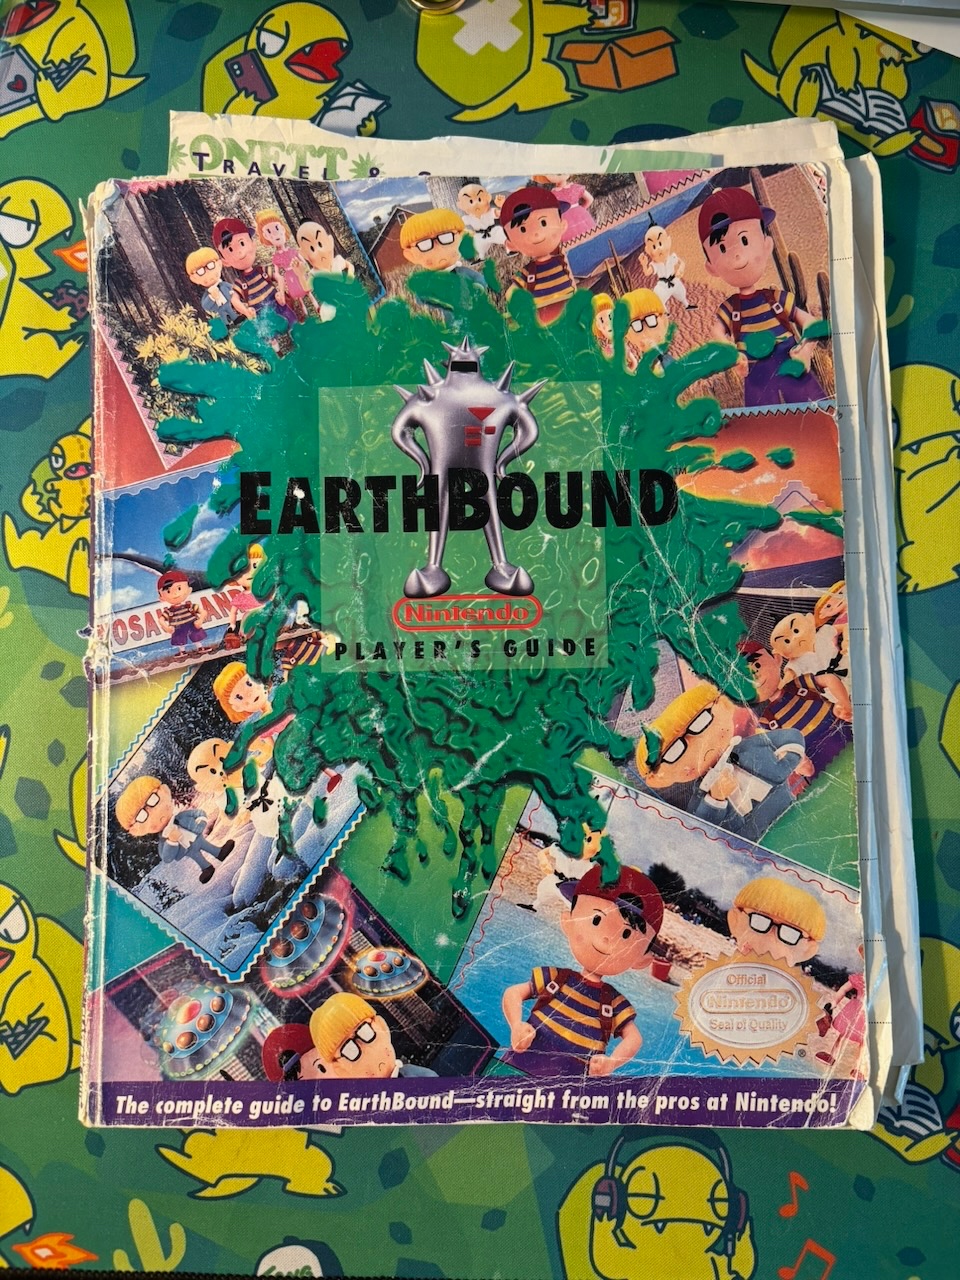 ONETT
TRAVEL &
EARTHBOUND™
Nintendo
PLAYER'S GUIDE
Official
Nintendo
Seal of Quality
®
The complete guide to EarthBound—straight from the pros at Nintendo!